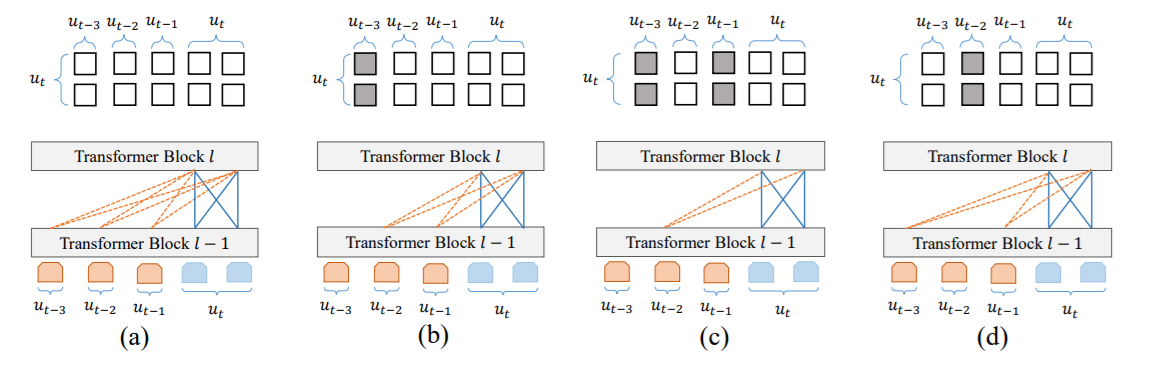 u_{t−3} u_{t−2} u_{t−1} u_t
u_t
Transformer Block l
Transformer Block l − 1
u_{t−3} u_{t−2} u_{t−1} u_t
(a)
u_{t−3} u_{t−2} u_{t−1} u_t
u_t
Transformer Block l
Transformer Block l − 1
u_{t−3} u_{t−2} u_{t−1} u_t
(b)
u_{t−3} u_{t−2} u_{t−1} u_t
u_t
Transformer Block l
Transformer Block l − 1
u_{t−3} u_{t−2} u_{t−1} u_t
(c)
u_{t−3} u_{t−2} u_{t−1} u_t
u_t
Transformer Block l
Transformer Block l − 1
u_{t−3} u_{t−2} u_{t−1} u_t
(d)